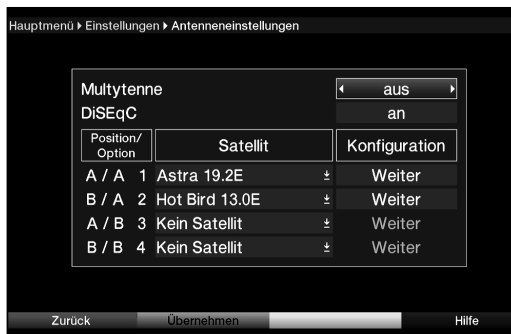 Hauptmenü Einstellungen Antenneneinstellungen
Multytenne aus
DiSEqC an
Position/Option Satellit Konfiguration
A / A 1 Astra 19.2E Weiter
B / A 2 Hot Bird 13.0E Weiter
A / B 3 Kein Satellit Weiter
B / B 4 Kein Satellit Weiter
Zurück Übernehmen Hilfe